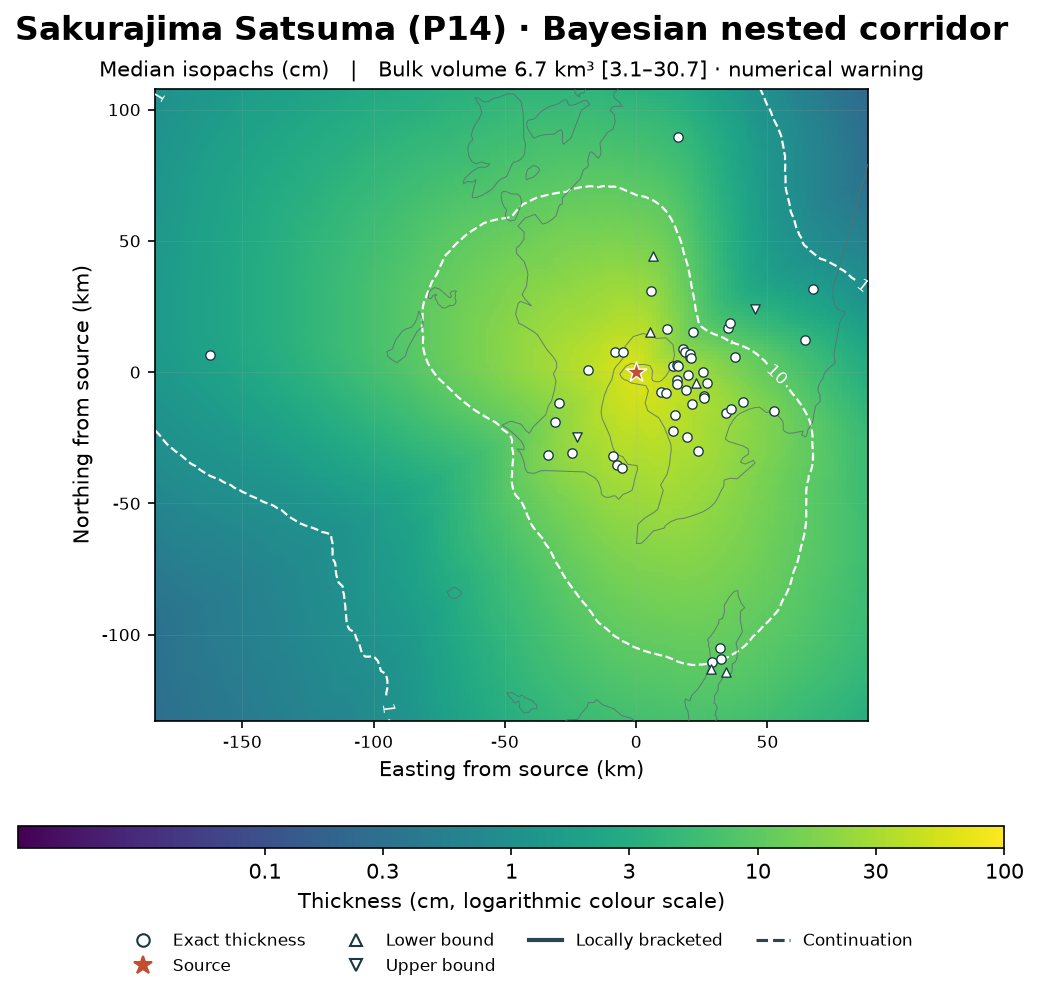 Sakurajima Satsuma (P14) · Bayesian nested corridor
Median isopachs (cm)   |   Bulk volume 6.7 km³ [3.1–30.7] · numerical warning
1
100
50
0
-50
-100
Northing from source (km)
1
10
1
-150
-100
-50
0
50
Easting from source (km)
0.1
0.3
1
3
10
30
100
Thickness (cm, logarithmic colour scale)
Exact thickness
Lower bound
Locally bracketed
Continuation
Source
Upper bound